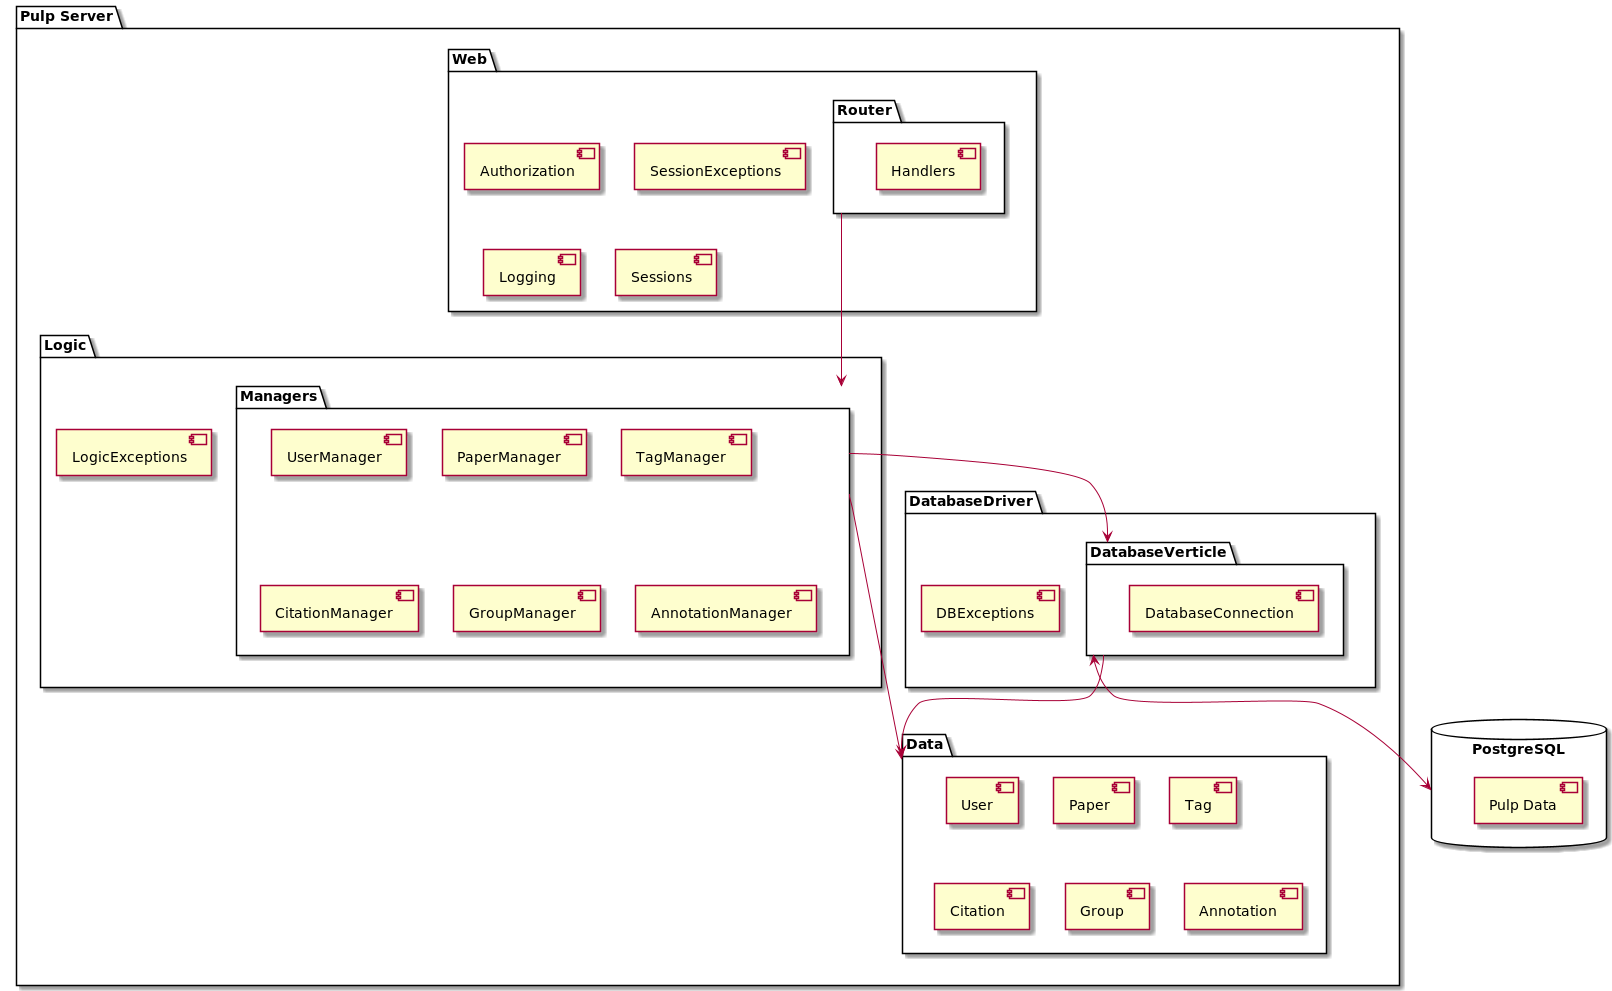 Pulp Server
Web
Router
Authorization
SessionExceptions
Handlers
Logging
Sessions
Logic
Managers
LogicExceptions
UserManager
PaperManager
TagManager
CitationManager
GroupManager
AnnotationManager
DatabaseDriver
DatabaseVerticle
DBExceptions
DatabaseConnection
Data
User
Paper
Tag
Citation
Group
Annotation
PostgreSQL
Pulp Data